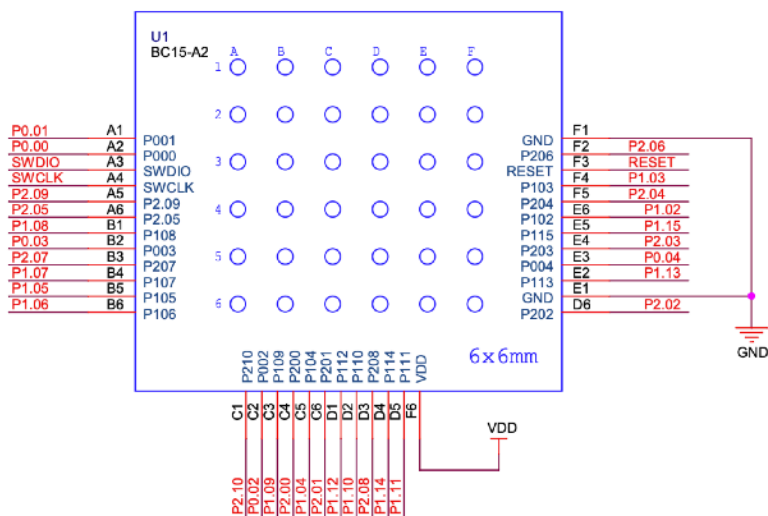 U1
BC15-A2
A B C D E F
1
2
3
4
5
6
P0.01 A1 P001
P0.00 A2 P000
SWDIO A3 SWDIO
SWCLK A4 SWCLK
P2.09 A5 P2.09
P2.05 A6 P2.05
P1.08 B1 P108
P0.03 B2 P003
P2.07 B3 P207
P1.07 B4 P107
P1.05 B5 P105
P1.06 B6 P106
GND F1
P206 F2 P2.06
RESET F3 RESET
P103 F4 P1.03
P204 F5 P2.04
P102 E6 P1.02
P115 E5 P1.15
P203 E4 P2.03
P004 E3 P0.04
P113 E2 P1.13
GND E1
P202 D6 P2.02
GND
6x6mm
P210 C1 P2.10
P002 C2 P0.02
P109 C3 P1.09
P200 C4 P2.00
P104 C5 P1.04
P201 C6 P2.01
P112 D1 P1.12
P110 D2 P1.10
P208 D3 P2.08
P114 D4 P1.14
P111 D5 P1.11
VDD F6
VDD